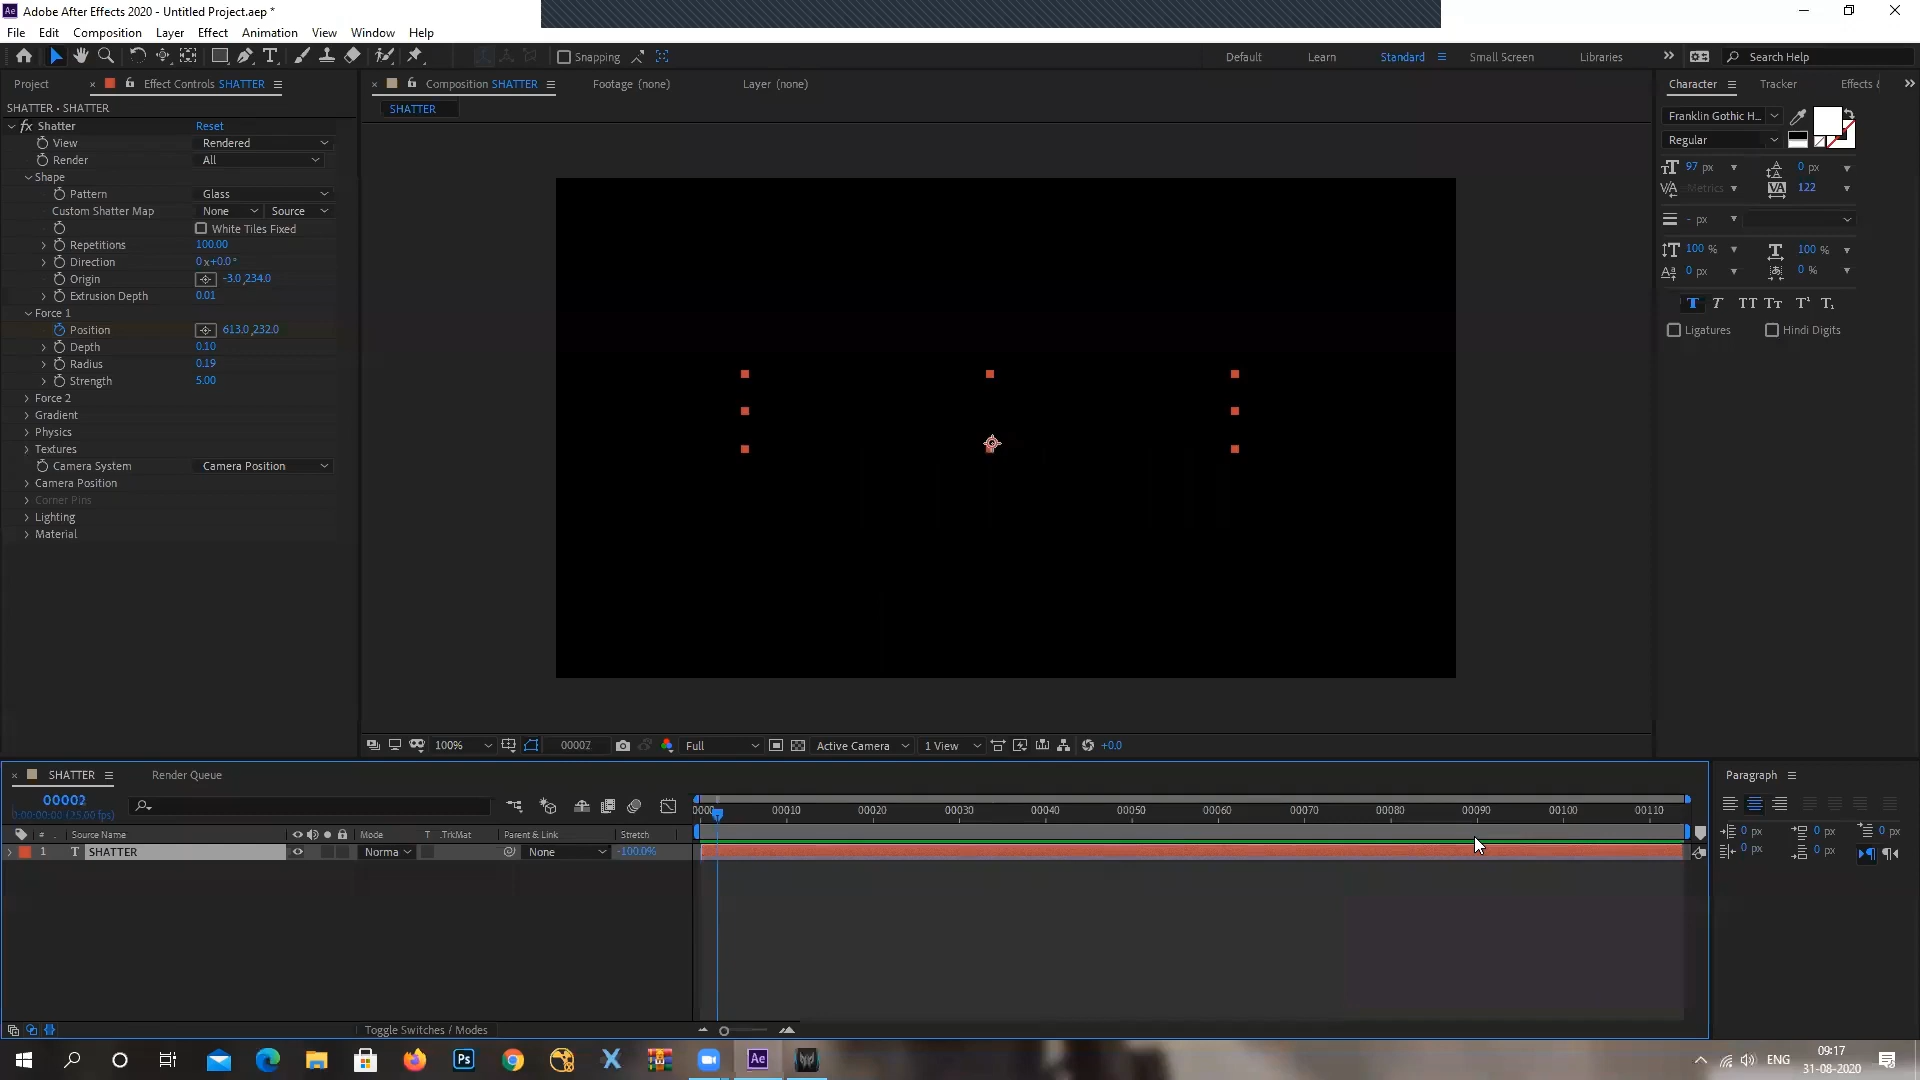 Ae Adobe After Effects 2020 - Untitled Project.aep *
File Edit Composition Layer Effect Animation View Window Help
Snapping
Default Learn Standard Small Screen Libraries Search Help
Project Effect Controls SHATTER
Composition SHATTER Footage (none) Layer (none)
Character Tracker Effects
SHATTER • SHATTER
SHATTER
fx Shatter Reset
View Rendered
Render All
Shape
Pattern Glass
Custom Shatter Map None Source
White Tiles Fixed
Repetitions 100.00
Direction 0x+0.0°
Origin -3.0,234.0
Extrusion Depth 0.01
Force 1
Position 613.0,232.0
Depth 0.10
Radius 0.19
Strength 5.00
Force 2
Gradient
Physics
Textures
Camera System Camera Position
Camera Position
Corner Pins
Lighting
Material
Franklin Gothic H...
Regular
97 px 0 px
Metrics 122
- px
100 % 100 %
0 px 0 %
T T TT Tt T¹ T₁
Ligatures Hindi Digits
100% 00002 Full Active Camera 1 View +0.0
SHATTER Render Queue
00002
0:00:00:00 (25.00 fps)
0000 00010 00020 00030 00040 00050 00060 00070 00080 00090 00100 00110
# Source Name Mode T .TrkMat Parent & Link Stretch
1 T SHATTER Norma None -100.0%
Toggle Switches / Modes
Paragraph
0 px 0 px 0 px
0 px 0 px
Ps Ae
ENG
09:17
31-08-2020